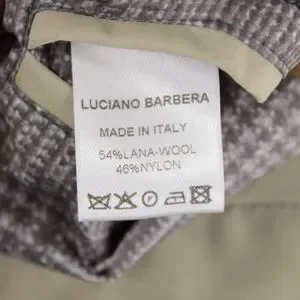 LUCIANO BARBERA
MADE IN ITALY
54%LANA-WOOL
46%NYLON